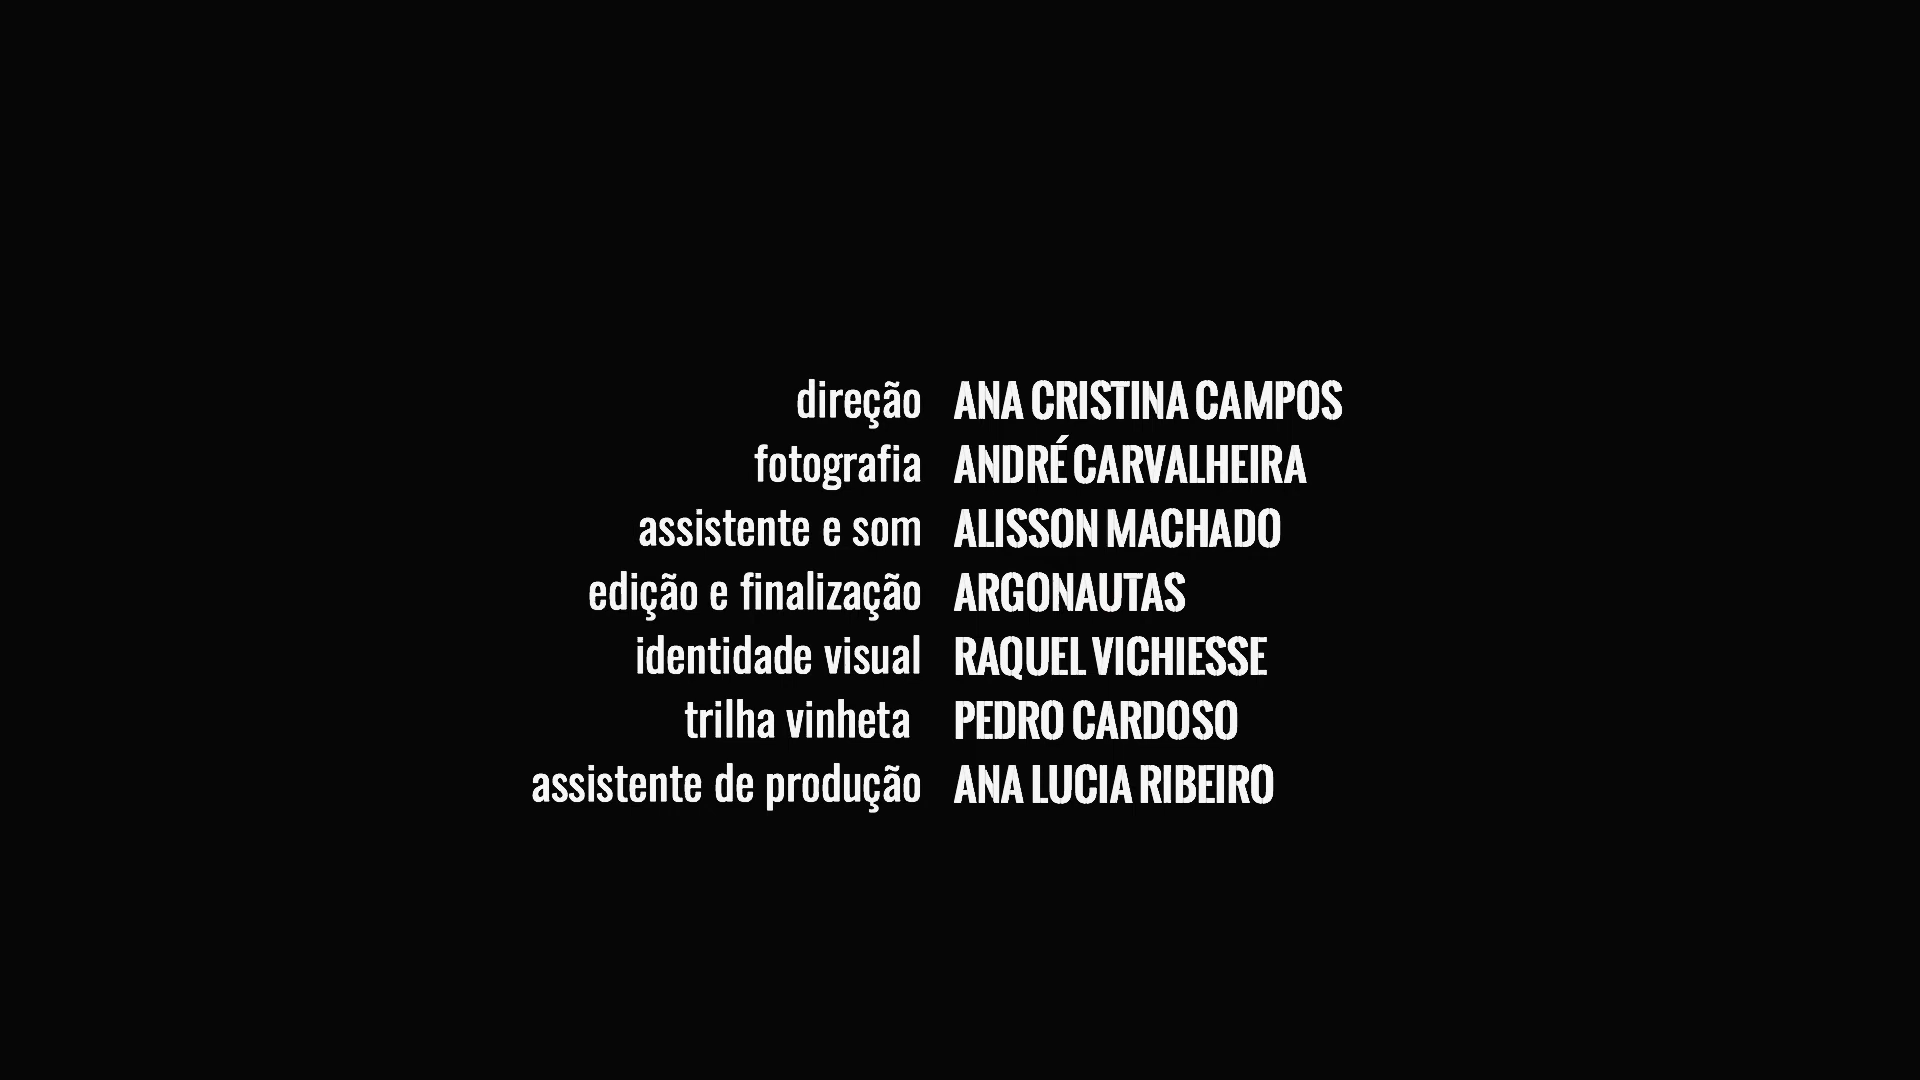 direção ANA CRISTINA CAMPOS
fotografia ANDRÉ CARVALHEIRA
assistente e som ALISSON MACHADO
edição e finalização ARGONAUTAS
identidade visual RAQUEL VICHIESSE
trilha vinheta PEDRO CARDOSO
assistente de produção ANA LUCIA RIBEIRO